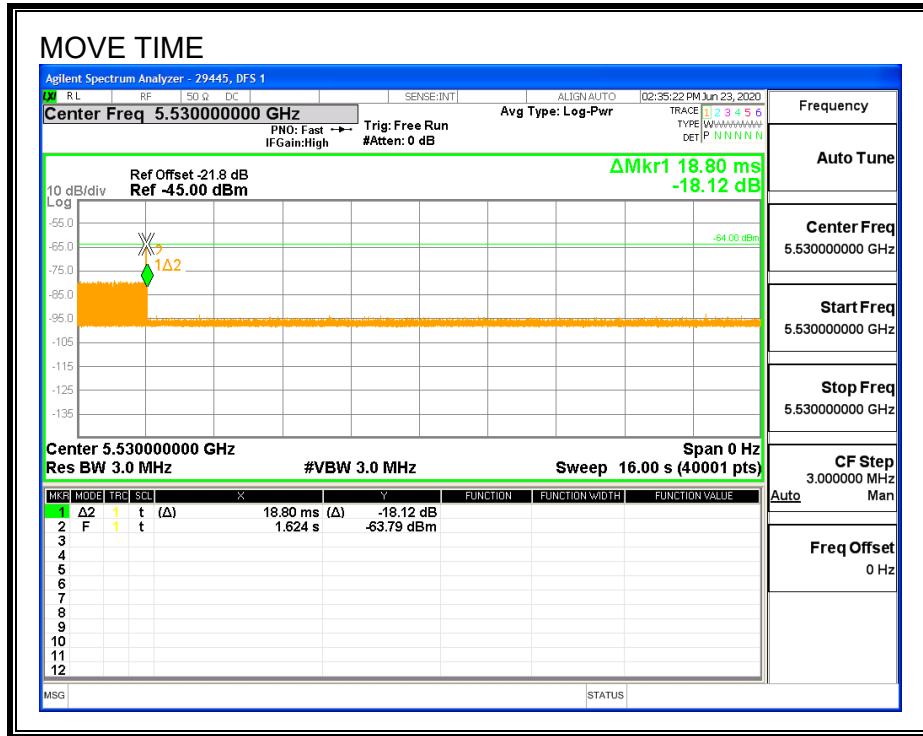 MOVE TIME
Agilent Spectrum Analyzer - 29445, DFS 1
LXI RL RF 50 Ω DC SENSE:INT ALIGN AUTO 02:35:22 PM Jun 23, 2020
Center Freq 5.530000000 GHz
Avg Type: Log-Pwr
TRACE 1 2 3 4 5 6
PNO: Fast Trig: Free Run
TYPE WWWWWW
IFGain:High #Atten: 0 dB
DET P N N N N N
ΔMkr1 18.80 ms
-18.12 dB
Ref Offset -21.8 dB
10 dB/div Ref -45.00 dBm
Log
-55.0
-64.00 dBm
-65.0
2
1Δ2
-75.0
-85.0
-95.0
-105
-115
-125
-135
Center 5.530000000 GHz Span 0 Hz
Res BW 3.0 MHz #VBW 3.0 MHz Sweep 16.00 s (40001 pts)
MKR MODE TRC SCL X Y FUNCTION FUNCTION WIDTH FUNCTION VALUE
1 Δ2 1 t (Δ) 18.80 ms (Δ) -18.12 dB
2 F 1 t 1.624 s -63.79 dBm
3
4
5
6
7
8
9
10
11
12
MSG STATUS
Frequency
Auto Tune
Center Freq
5.530000000 GHz
Start Freq
5.530000000 GHz
Stop Freq
5.530000000 GHz
CF Step
3.000000 MHz
Auto Man
Freq Offset
0 Hz